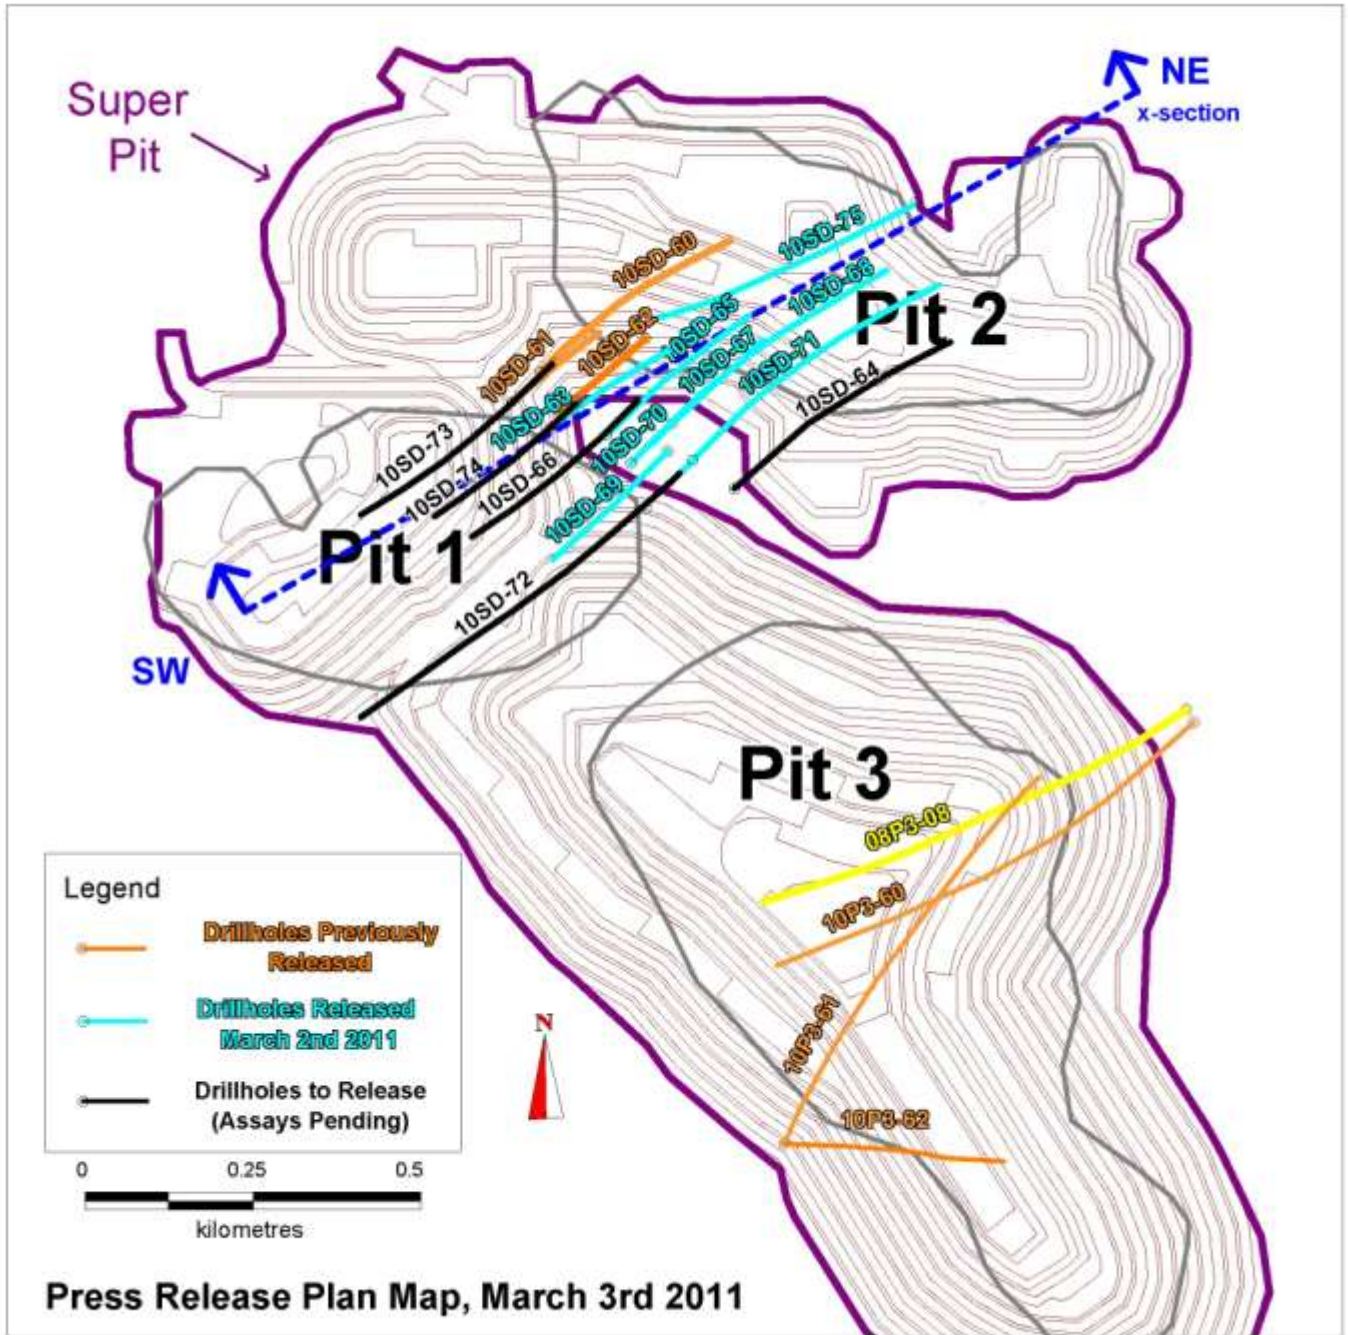 Super
Pit
NE
x-section
10SD-75
10SD-60
10SD-68
10SD-65
10SD-62
10SD-61
10SD-67
Pit 2
10SD-71
10SD-64
10SD-63
10SD-73
10SD-70
10SD-74
10SD-66
10SD-69
Pit 1
10SD-72
SW
Pit 3
08P3-08
10P3-60
10P3-61
10P3-62
Legend
Drillholes Previously
Released
Drillholes Released
March 2nd 2011
Drillholes to Release
(Assays Pending)
N
0 0.25 0.5
kilometres
Press Release Plan Map, March 3rd 2011